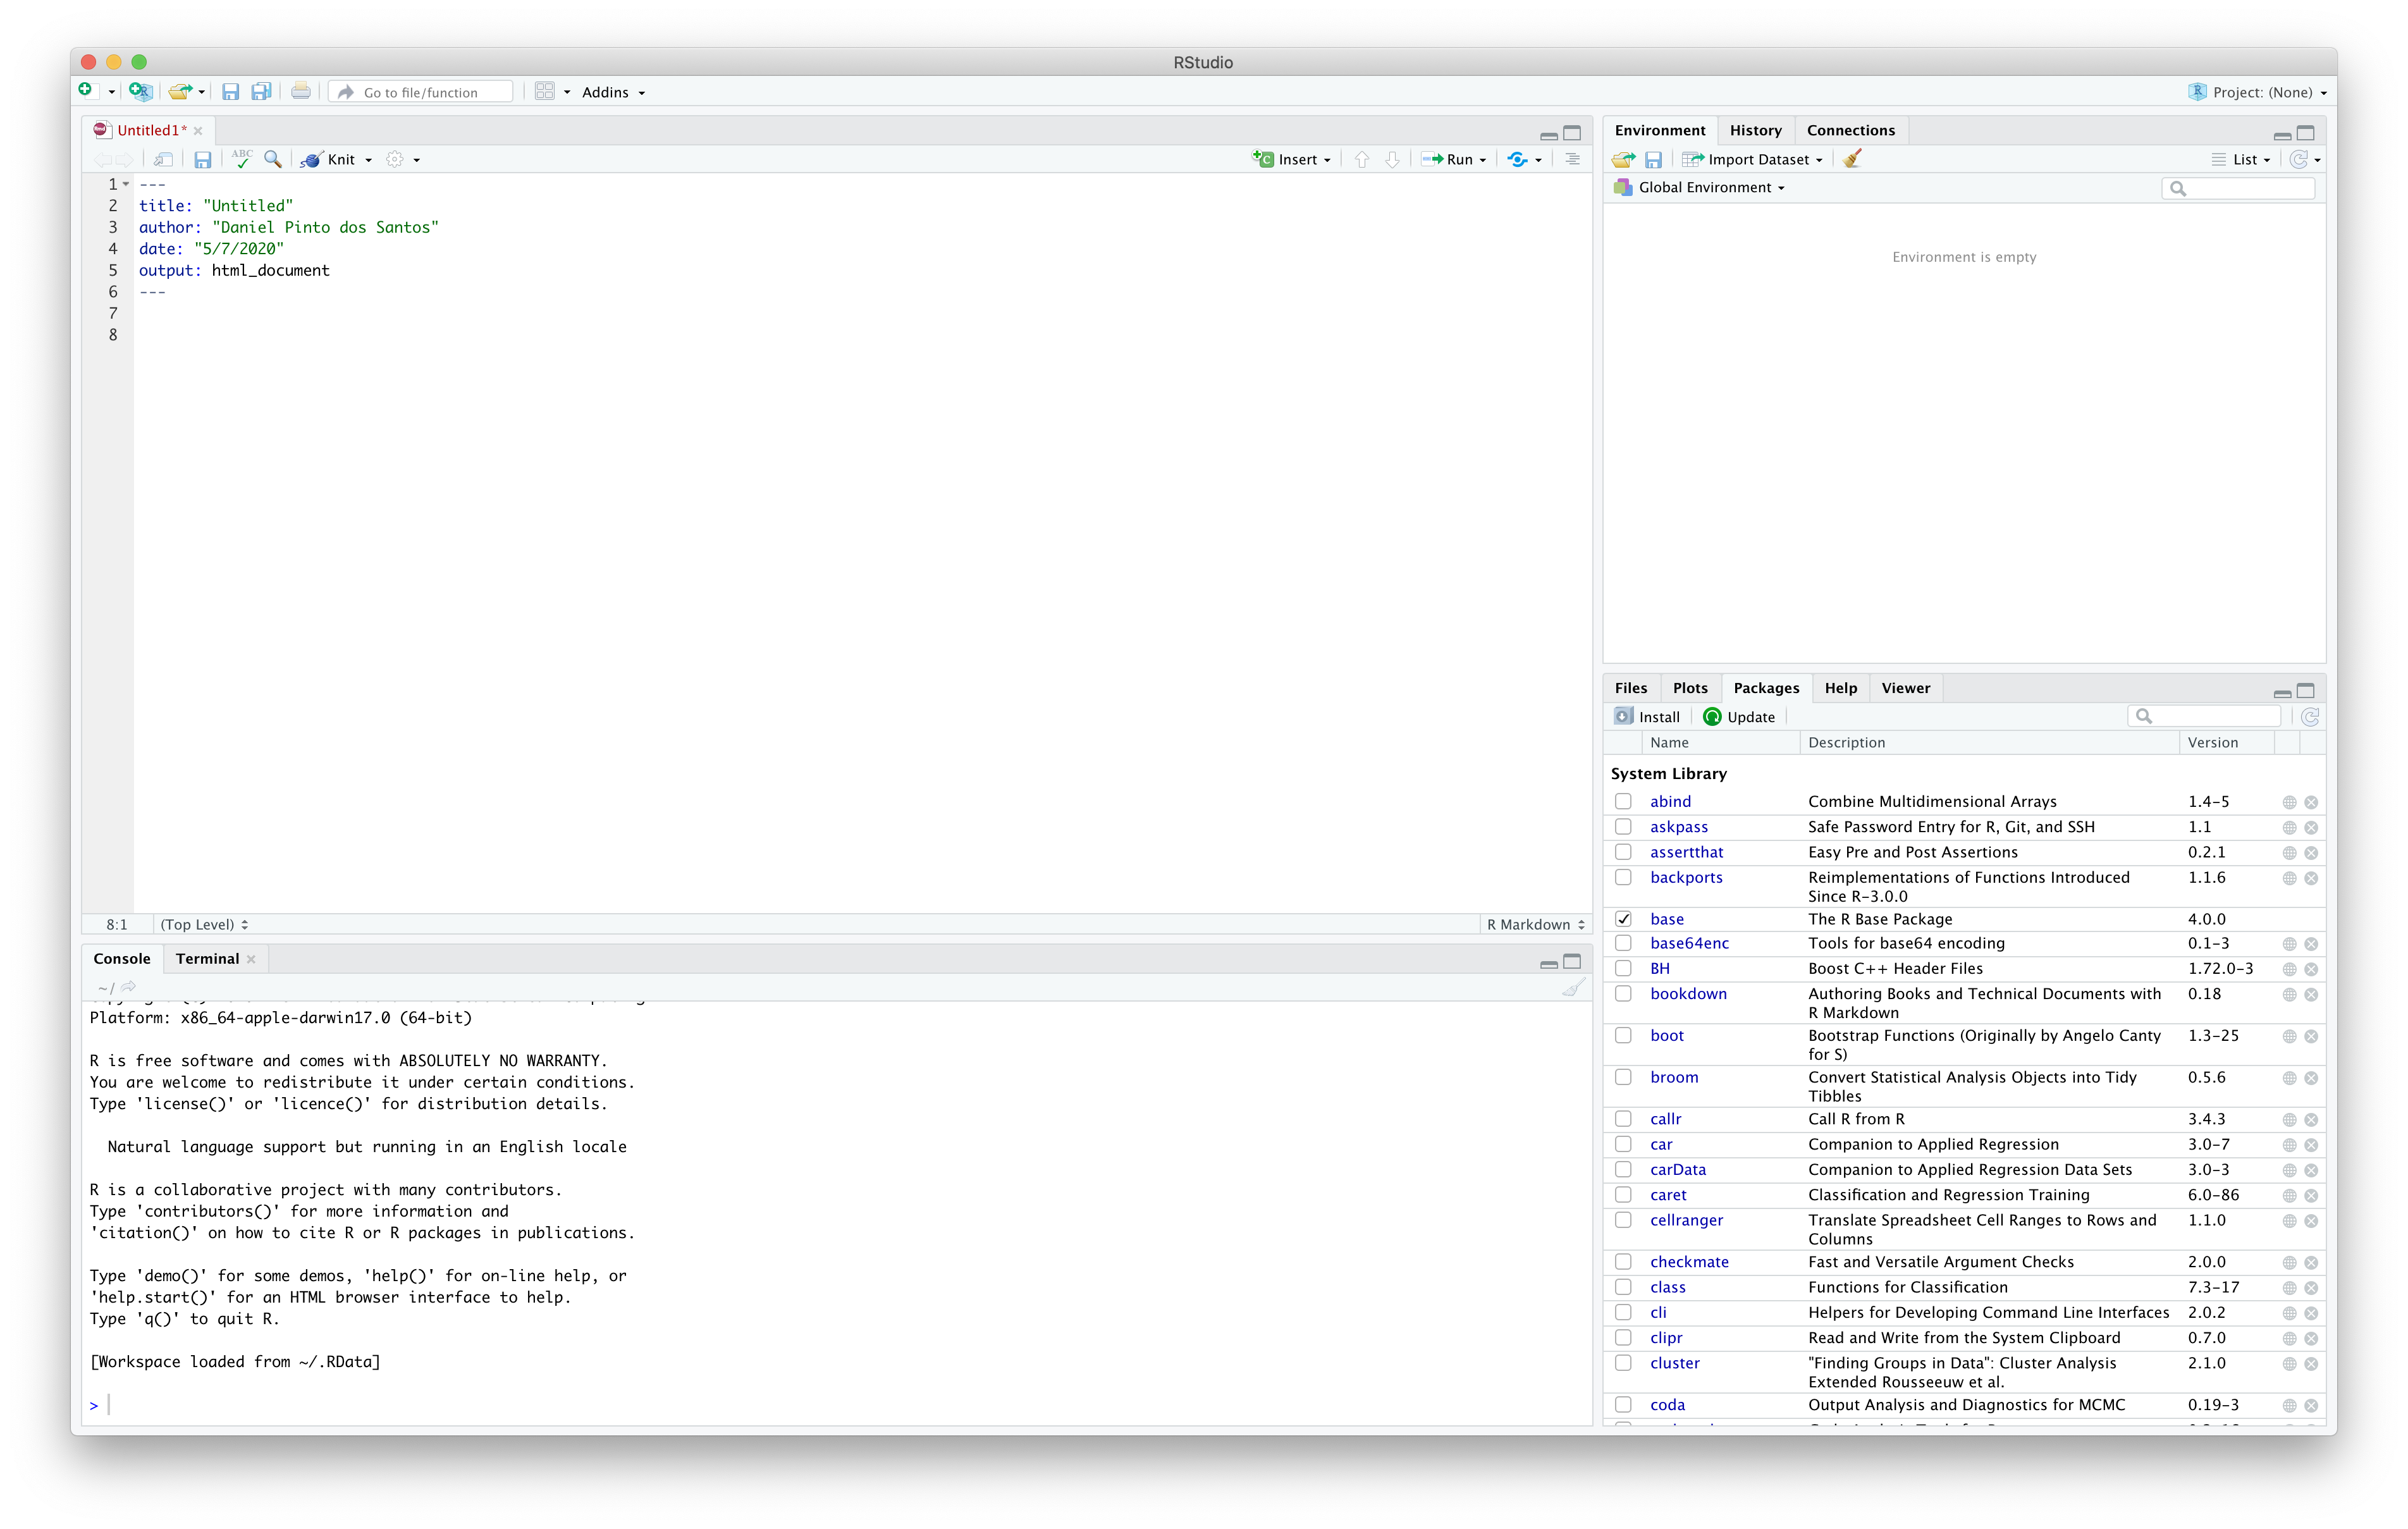 RStudio
Go to file/function
Addins
Project: (None)
Untitled1*
ABC
Knit
Insert
Run
1 ---
2 title: "Untitled"
3 author: "Daniel Pinto dos Santos"
4 date: "5/7/2020"
5 output: html_document
6 ---
7
8
8:1 (Top Level) R Markdown
Console Terminal
~/
Platform: x86_64-apple-darwin17.0 (64-bit)
R is free software and comes with ABSOLUTELY NO WARRANTY.
You are welcome to redistribute it under certain conditions.
Type 'license()' or 'licence()' for distribution details.
Natural language support but running in an English locale
R is a collaborative project with many contributors.
Type 'contributors()' for more information and
'citation()' on how to cite R or R packages in publications.
Type 'demo()' for some demos, 'help()' for on-line help, or
'help.start()' for an HTML browser interface to help.
Type 'q()' to quit R.
[Workspace loaded from ~/.RData]
>
Environment History Connections
Import Dataset List
Global Environment
Environment is empty
Files Plots Packages Help Viewer
Install Update
Name Description Version
System Library
abind Combine Multidimensional Arrays 1.4-5
askpass Safe Password Entry for R, Git, and SSH 1.1
assertthat Easy Pre and Post Assertions 0.2.1
backports Reimplementations of Functions Introduced 1.1.6
Since R-3.0.0
base The R Base Package 4.0.0
base64enc Tools for base64 encoding 0.1-3
BH Boost C++ Header Files 1.72.0-3
bookdown Authoring Books and Technical Documents with 0.18
R Markdown
boot Bootstrap Functions (Originally by Angelo Canty 1.3-25
for S)
broom Convert Statistical Analysis Objects into Tidy 0.5.6
Tibbles
callr Call R from R 3.4.3
car Companion to Applied Regression 3.0-7
carData Companion to Applied Regression Data Sets 3.0-3
caret Classification and Regression Training 6.0-86
cellranger Translate Spreadsheet Cell Ranges to Rows and 1.1.0
Columns
checkmate Fast and Versatile Argument Checks 2.0.0
class Functions for Classification 7.3-17
cli Helpers for Developing Command Line Interfaces 2.0.2
clipr Read and Write from the System Clipboard 0.7.0
cluster "Finding Groups in Data": Cluster Analysis 2.1.0
Extended Rousseeuw et al.
coda Output Analysis and Diagnostics for MCMC 0.19-3